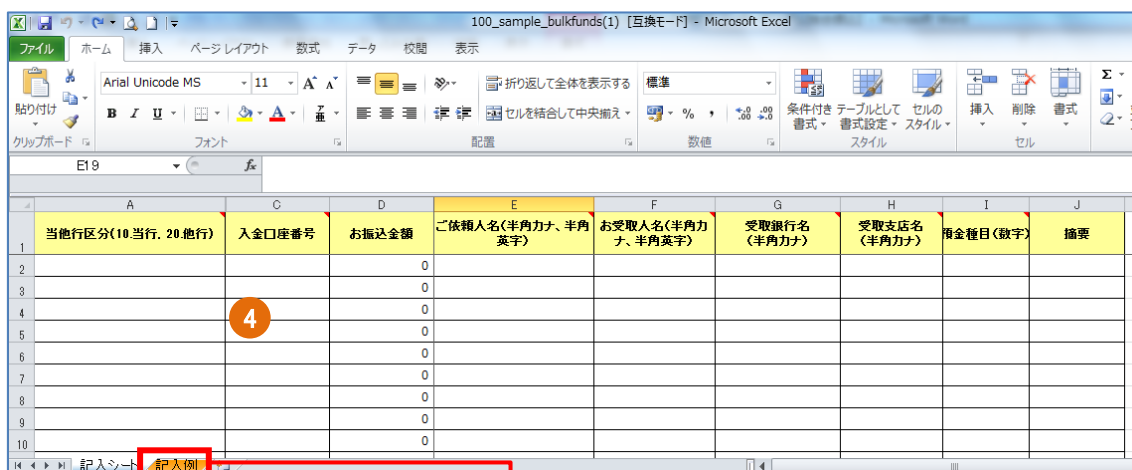 100_sample_bulkfunds(1) [互換モード] - Microsoft Excel
ファイル ホーム 挿入 ページ レイアウト 数式 データ 校閲 表示
Arial Unicode MS 11 折り返して全体を表示する 標準
貼り付け B I U A セルを結合して中央揃え % , 条件付き書式 テーブルとして書式設定 セルのスタイル 挿入 削除 書式 Σ
クリップボード フォント 配置 数値 スタイル セル
E19 fx
A C D E F G H I J
1 当他行区分(10.当行、20.他行) 入金口座番号 お振込金額 ご依頼人名(半角カナ、半角英字) お受取人名(半角カナ、半角英字) 受取銀行名(半角カナ) 受取支店名(半角カナ) 預金種目(数字) 摘要
2 0
3 0
4 0
4
5 0
6 0
7 0
8 0
9 0
10 0
記入シート 記入例